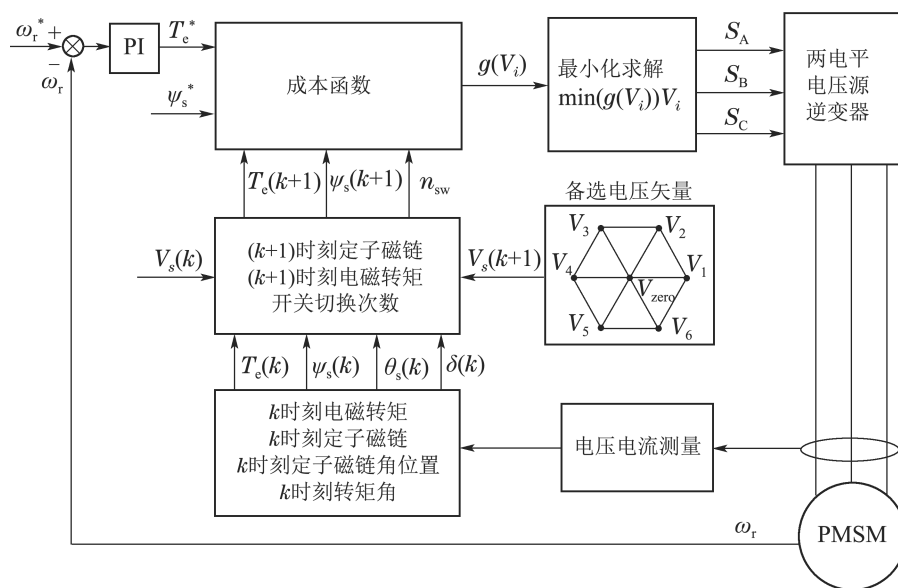 ω_r^* +
−
ω_r
PI
T_e^*
ψ_s^*
成本函数
g(V_i)
最小化求解
min(g(V_i))V_i
S_A
S_B
S_C
两电平
电压源
逆变器
T_e(k+1)
ψ_s(k+1)
n_sw
V_s(k)
(k+1)时刻定子磁链
(k+1)时刻电磁转矩
开关切换次数
V_s(k+1)
备选电压矢量
V_3
V_2
V_4
V_1
V_zero
V_5
V_6
T_e(k)
ψ_s(k)
θ_s(k)
δ(k)
k时刻电磁转矩
k时刻定子磁链
k时刻定子磁链角位置
k时刻转矩角
电压电流测量
ω_r
PMSM